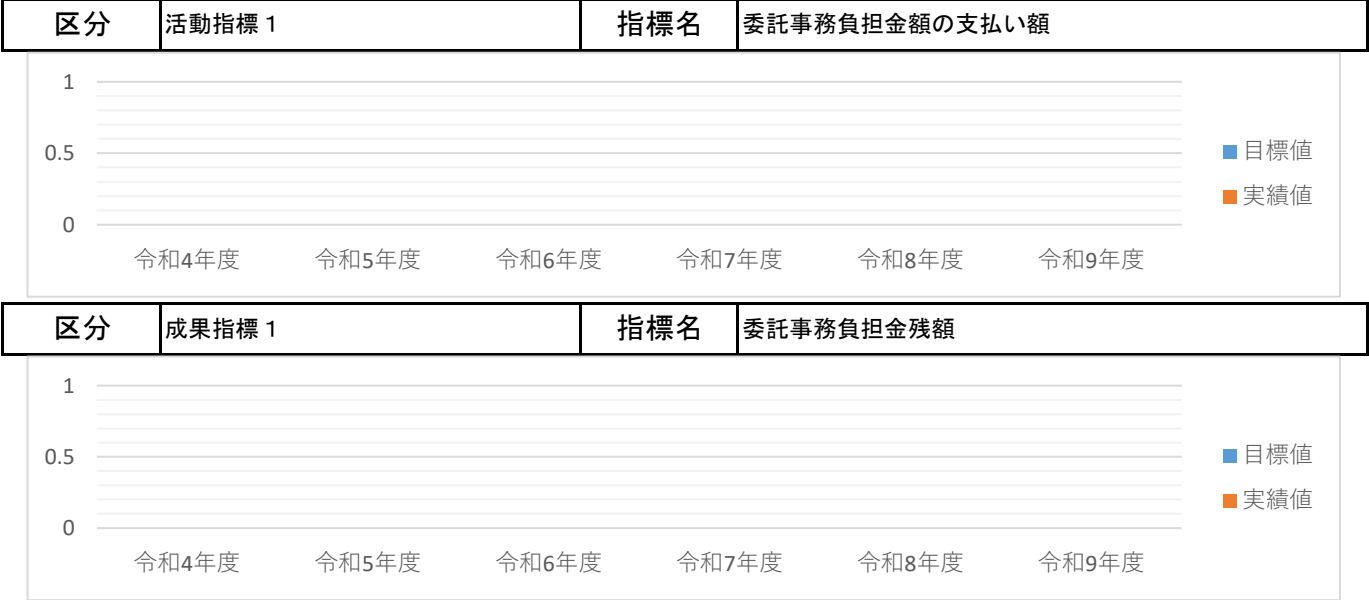 区分 活動指標１ 指標名 委託事務負担金額の支払い額
1
0.5
0
目標値
実績値
令和4年度 令和5年度 令和6年度 令和7年度 令和8年度 令和9年度
区分 成果指標１ 指標名 委託事務負担金残額
1
0.5
0
目標値
実績値
令和4年度 令和5年度 令和6年度 令和7年度 令和8年度 令和9年度